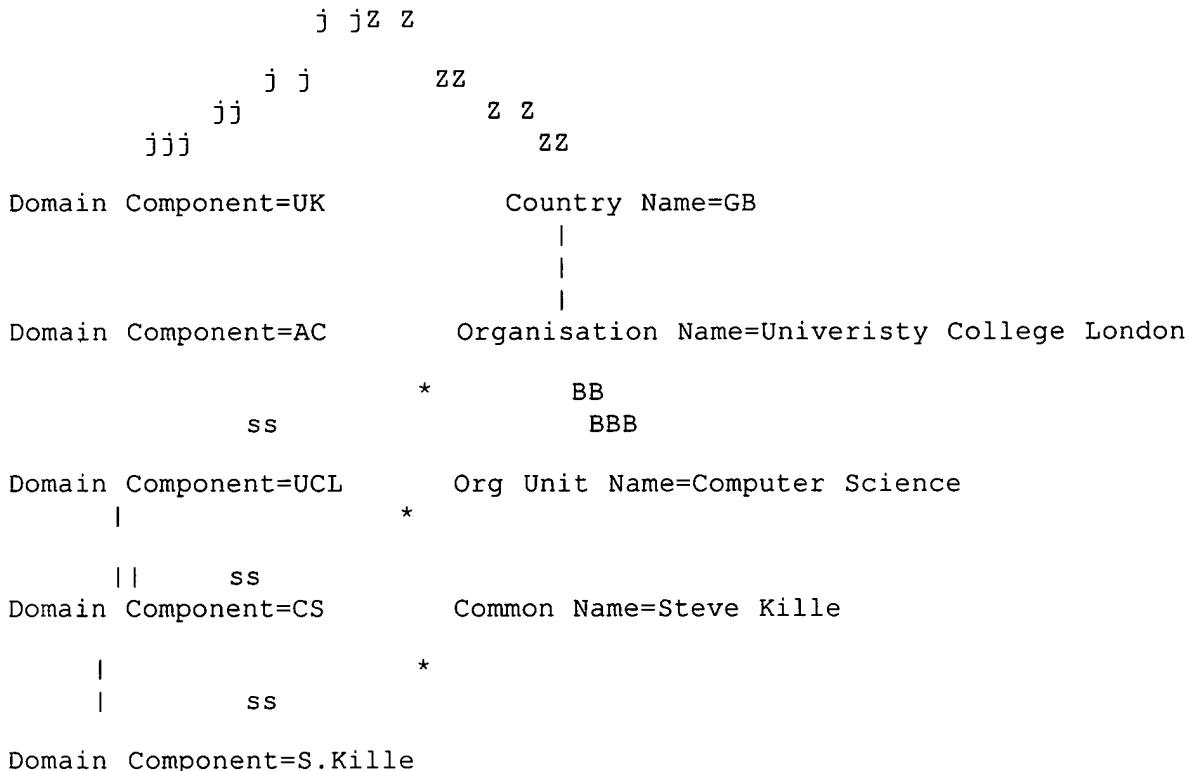 j jZ Z
j j ZZ
jj Z Z
jjj ZZ
Domain Component=UK Country Name=GB
|
|
|
Domain Component=AC Organisation Name=Univeristy College London
* BB
ss BBB
Domain Component=UCL Org Unit Name=Computer Science
| *
|| ss
Domain Component=CS Common Name=Steve Kille
| *
| ss
Domain Component=S.Kille